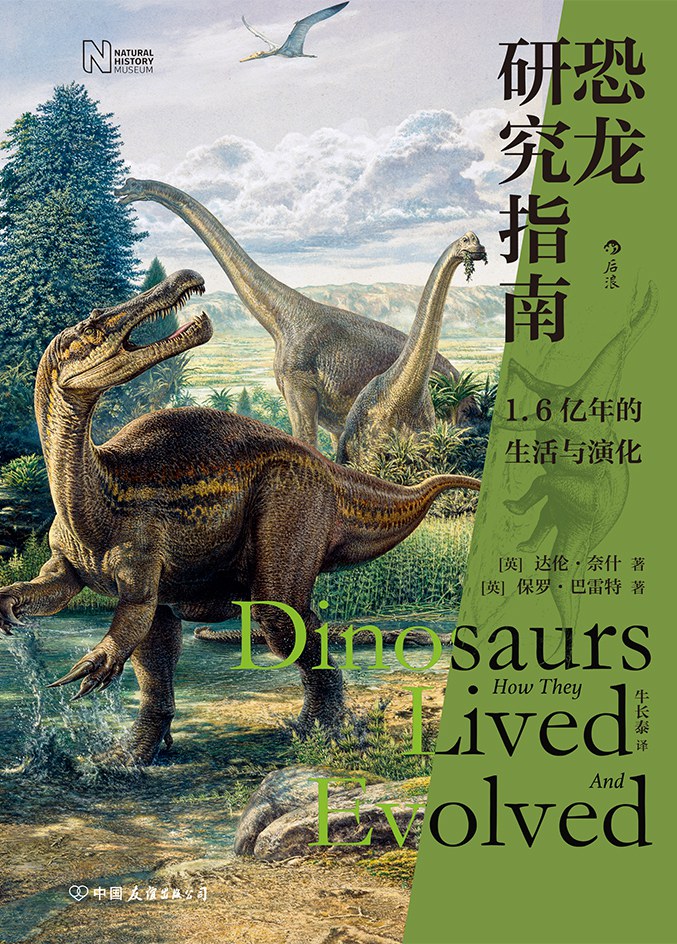 NATURAL
HISTORY
MUSEUM
恐龙
研究指南
后浪
1.6亿年的
生活与演化
[英] 达伦·奈什 著
[英] 保罗·巴雷特 著
Dinosaurs
How They
Lived
And
Evolved
牛长泰 译
中国友谊出版公司